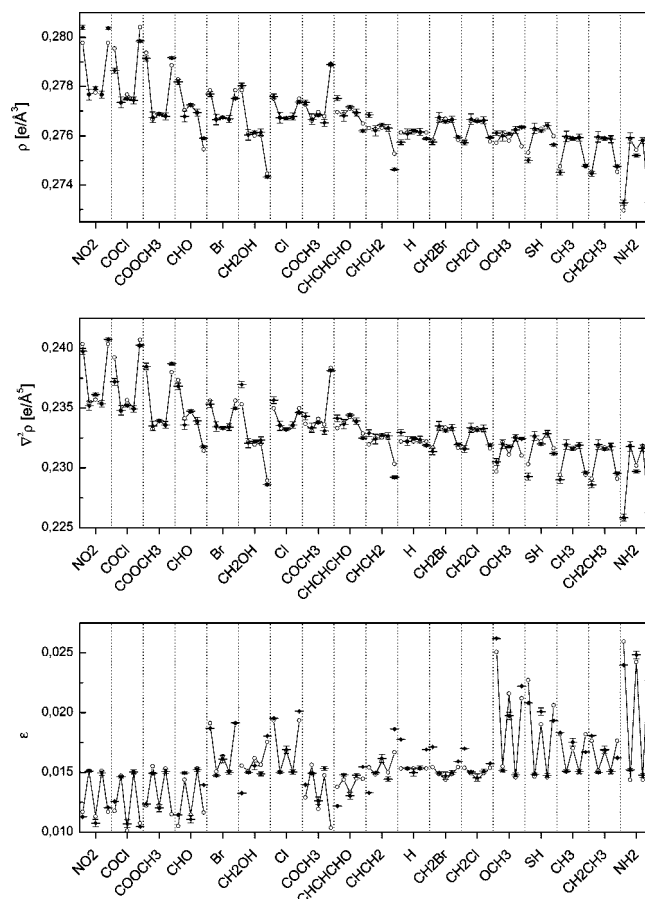 ρ [e/Å³]
0,280
0,278
0,276
0,274
NO2 COCl COOCH3 CHO Br CH2OH Cl COCH3 CHCHCHO CHCH2 H CH2Br CH2Cl OCH3 SH CH3 CH2CH3 NH2
∇²ρ [e/Å⁵]
0,240
0,235
0,230
0,225
NO2 COCl COOCH3 CHO Br CH2OH Cl COCH3 CHCHCHO CHCH2 H CH2Br CH2Cl OCH3 SH CH3 CH2CH3 NH2
ε
0,025
0,020
0,015
0,010
NO2 COCl COOCH3 CHO Br CH2OH Cl COCH3 CHCHCHO CHCH2 H CH2Br CH2Cl OCH3 SH CH3 CH2CH3 NH2